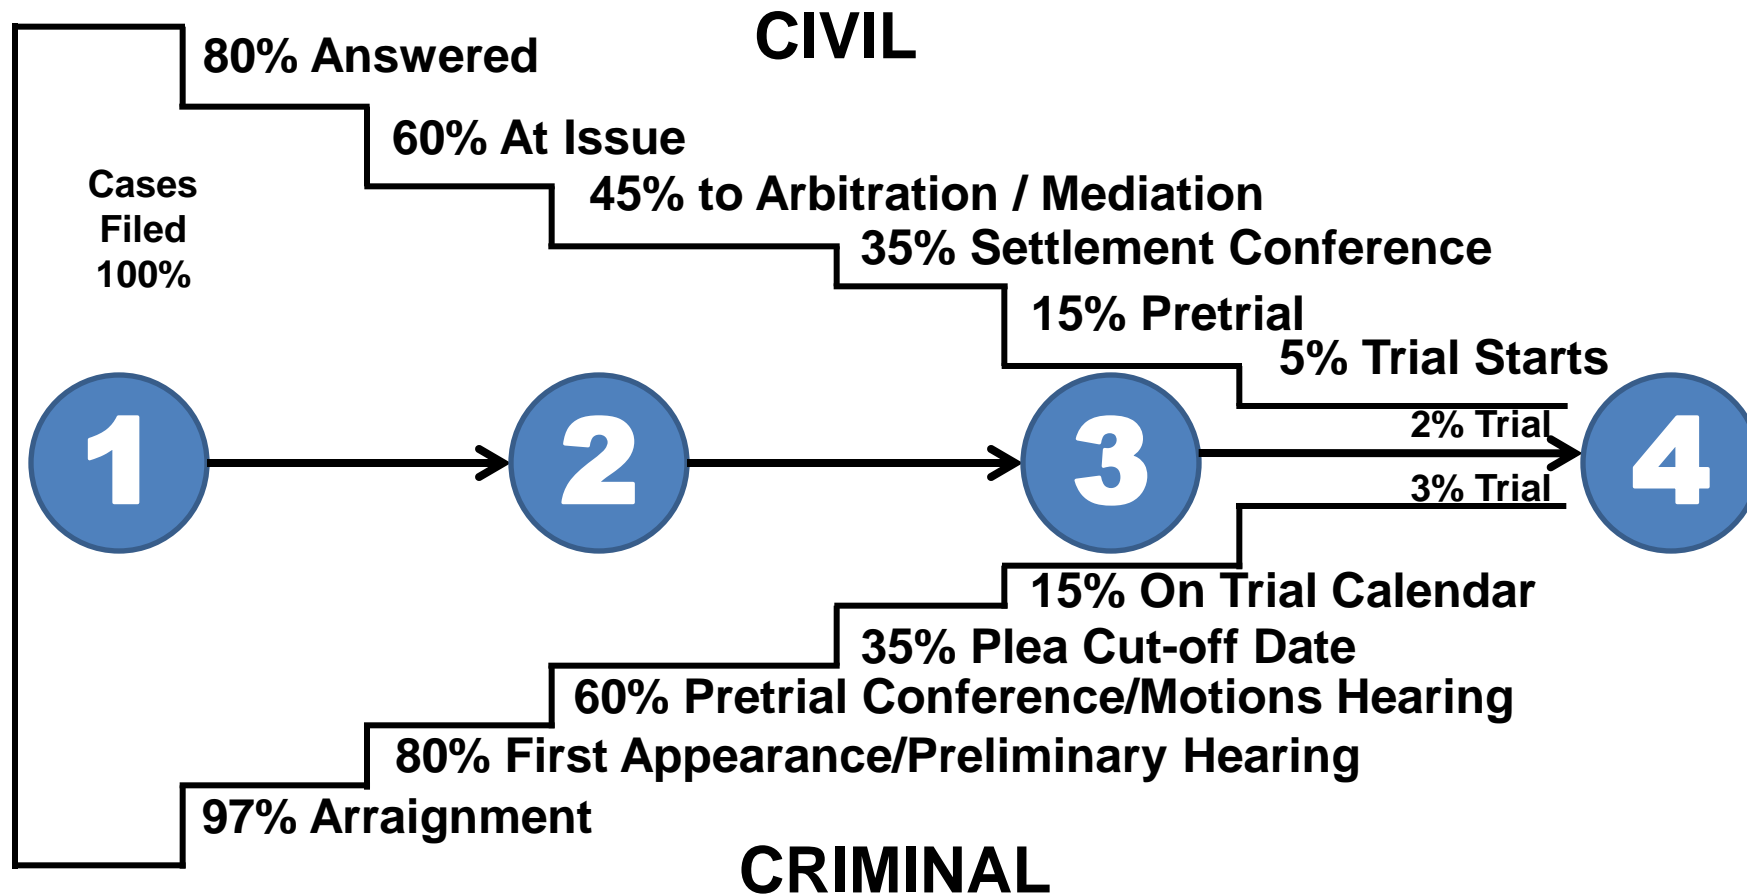 CIVIL
80% Answered
60% At Issue
Cases
Filed
100%
45% to Arbitration / Mediation
35% Settlement Conference
15% Pretrial
5% Trial Starts
2% Trial
1
2
3
4
3% Trial
15% On Trial Calendar
35% Plea Cut-off Date
60% Pretrial Conference/Motions Hearing
80% First Appearance/Preliminary Hearing
97% Arraignment
CRIMINAL